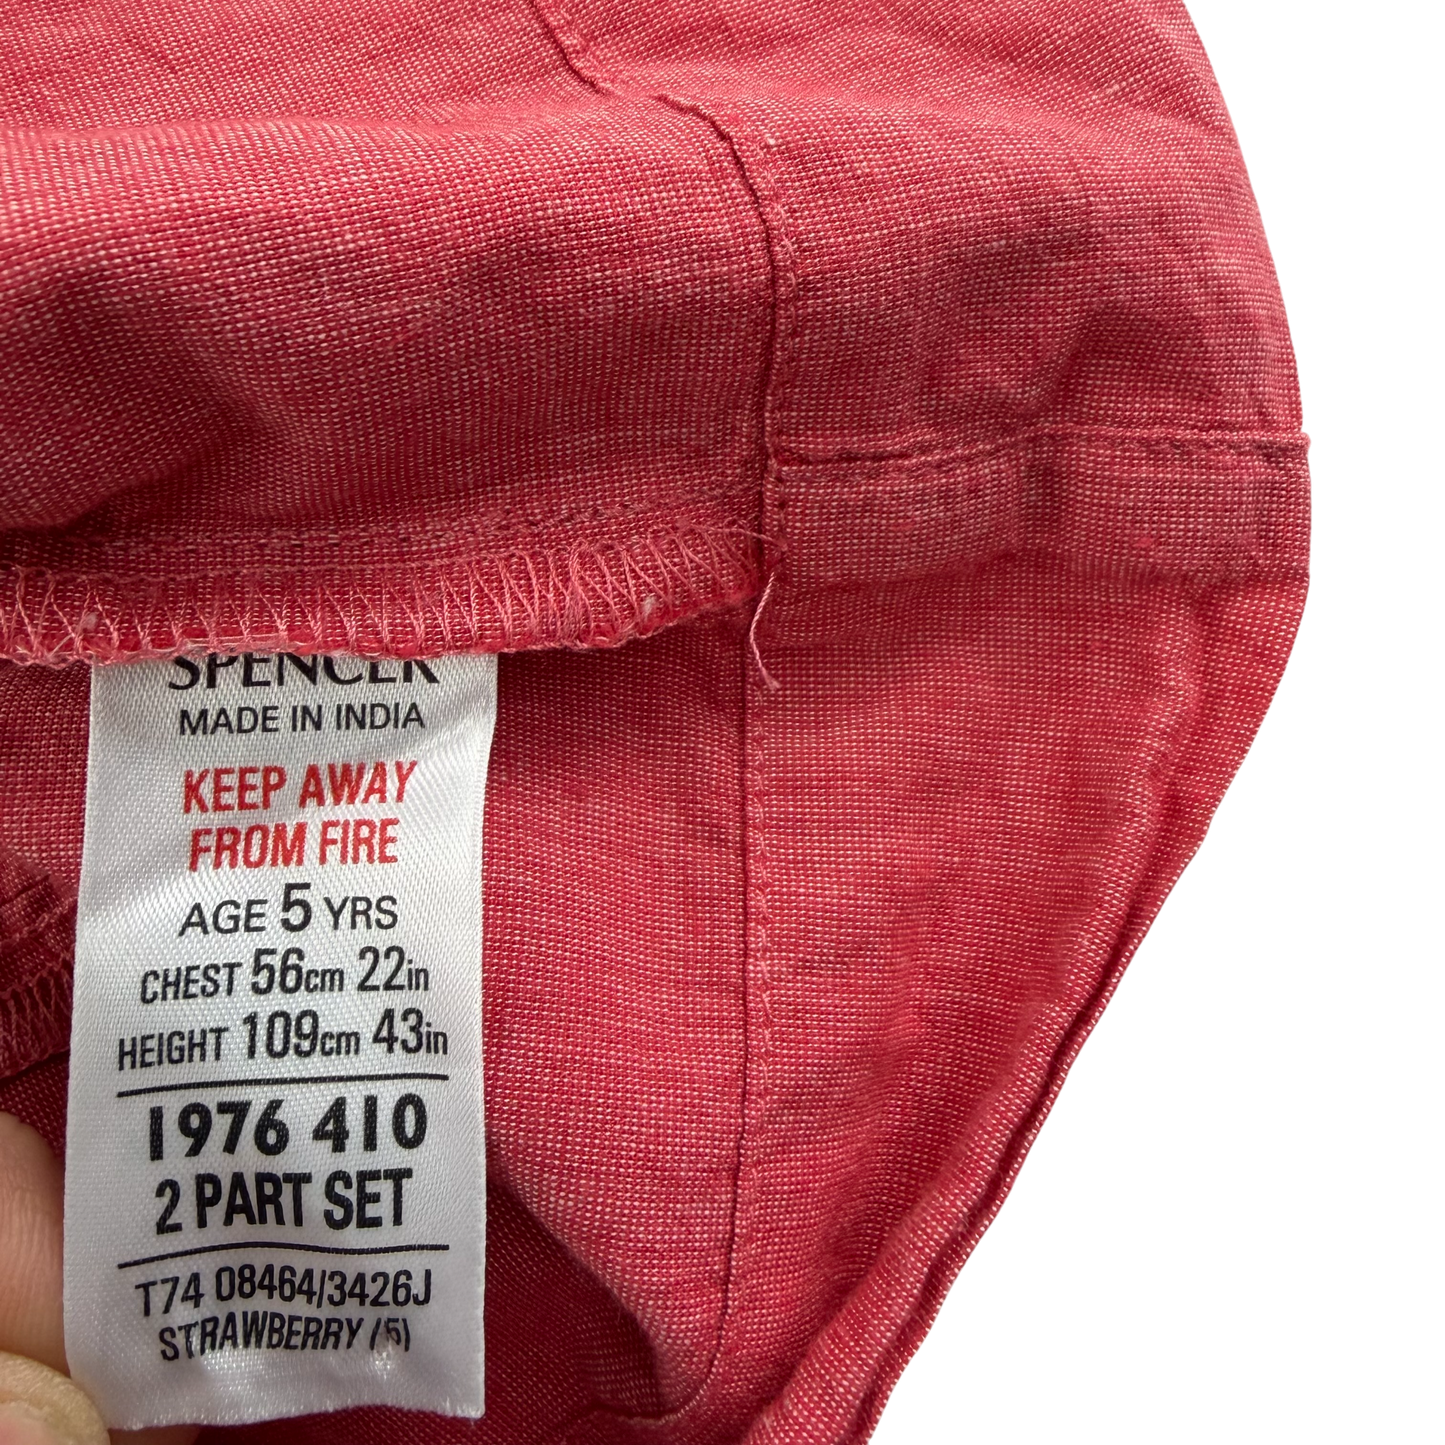 SPENCER
MADE IN INDIA
KEEP AWAY
FROM FIRE
AGE 5 YRS
CHEST 56cm 22in
HEIGHT 109cm 43in
1976 410
2 PART SET
T74 08464/3426J
STRAWBERRY (5)